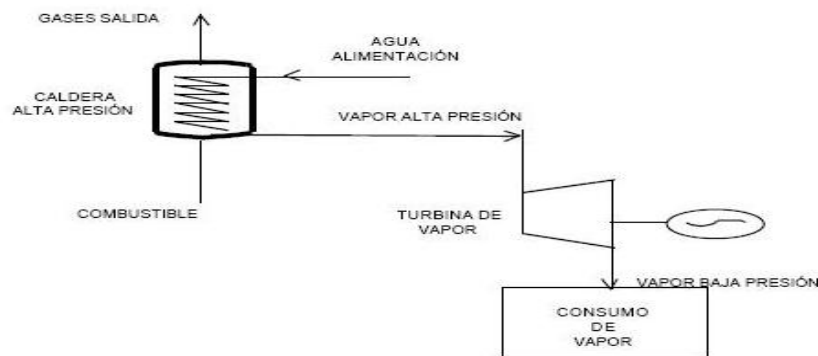 GASES SALIDA
AGUA
ALIMENTACIÓN
CALDERA
ALTA PRESIÓN
VAPOR ALTA PRESIÓN
COMBUSTIBLE
TURBINA DE
VAPOR
VAPOR BAJA PRESIÓN
CONSUMO
DE
VAPOR